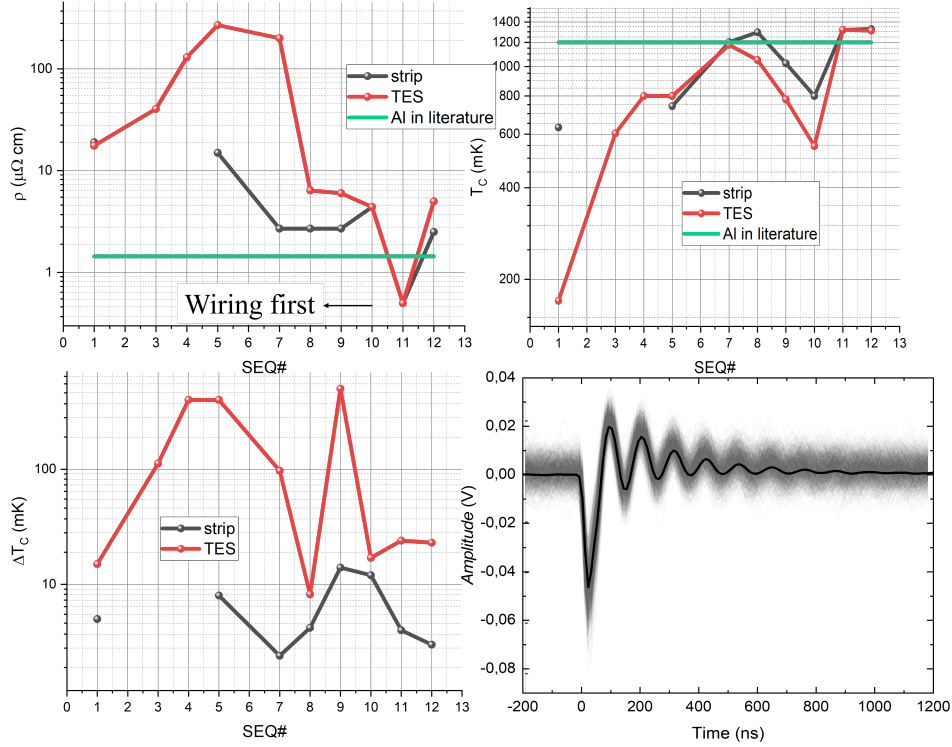 100
10
1
ρ (μΩ cm)
strip
TES
Al in literature
Wiring first
0 1 2 3 4 5 6 7 8 9 10 11 12 13
SEQ#
1400
1200
1000
800
600
400
200
T_C (mK)
strip
TES
Al in literature
0 1 2 3 4 5 6 7 8 9 10 11 12 13
SEQ#
100
10
ΔT_C (mK)
strip
TES
0 1 2 3 4 5 6 7 8 9 10 11 12 13
SEQ#
0,04
0,02
0,00
-0,02
-0,04
-0,06
-0,08
Amplitude (V)
-200 0 200 400 600 800 1000 1200
Time (ns)